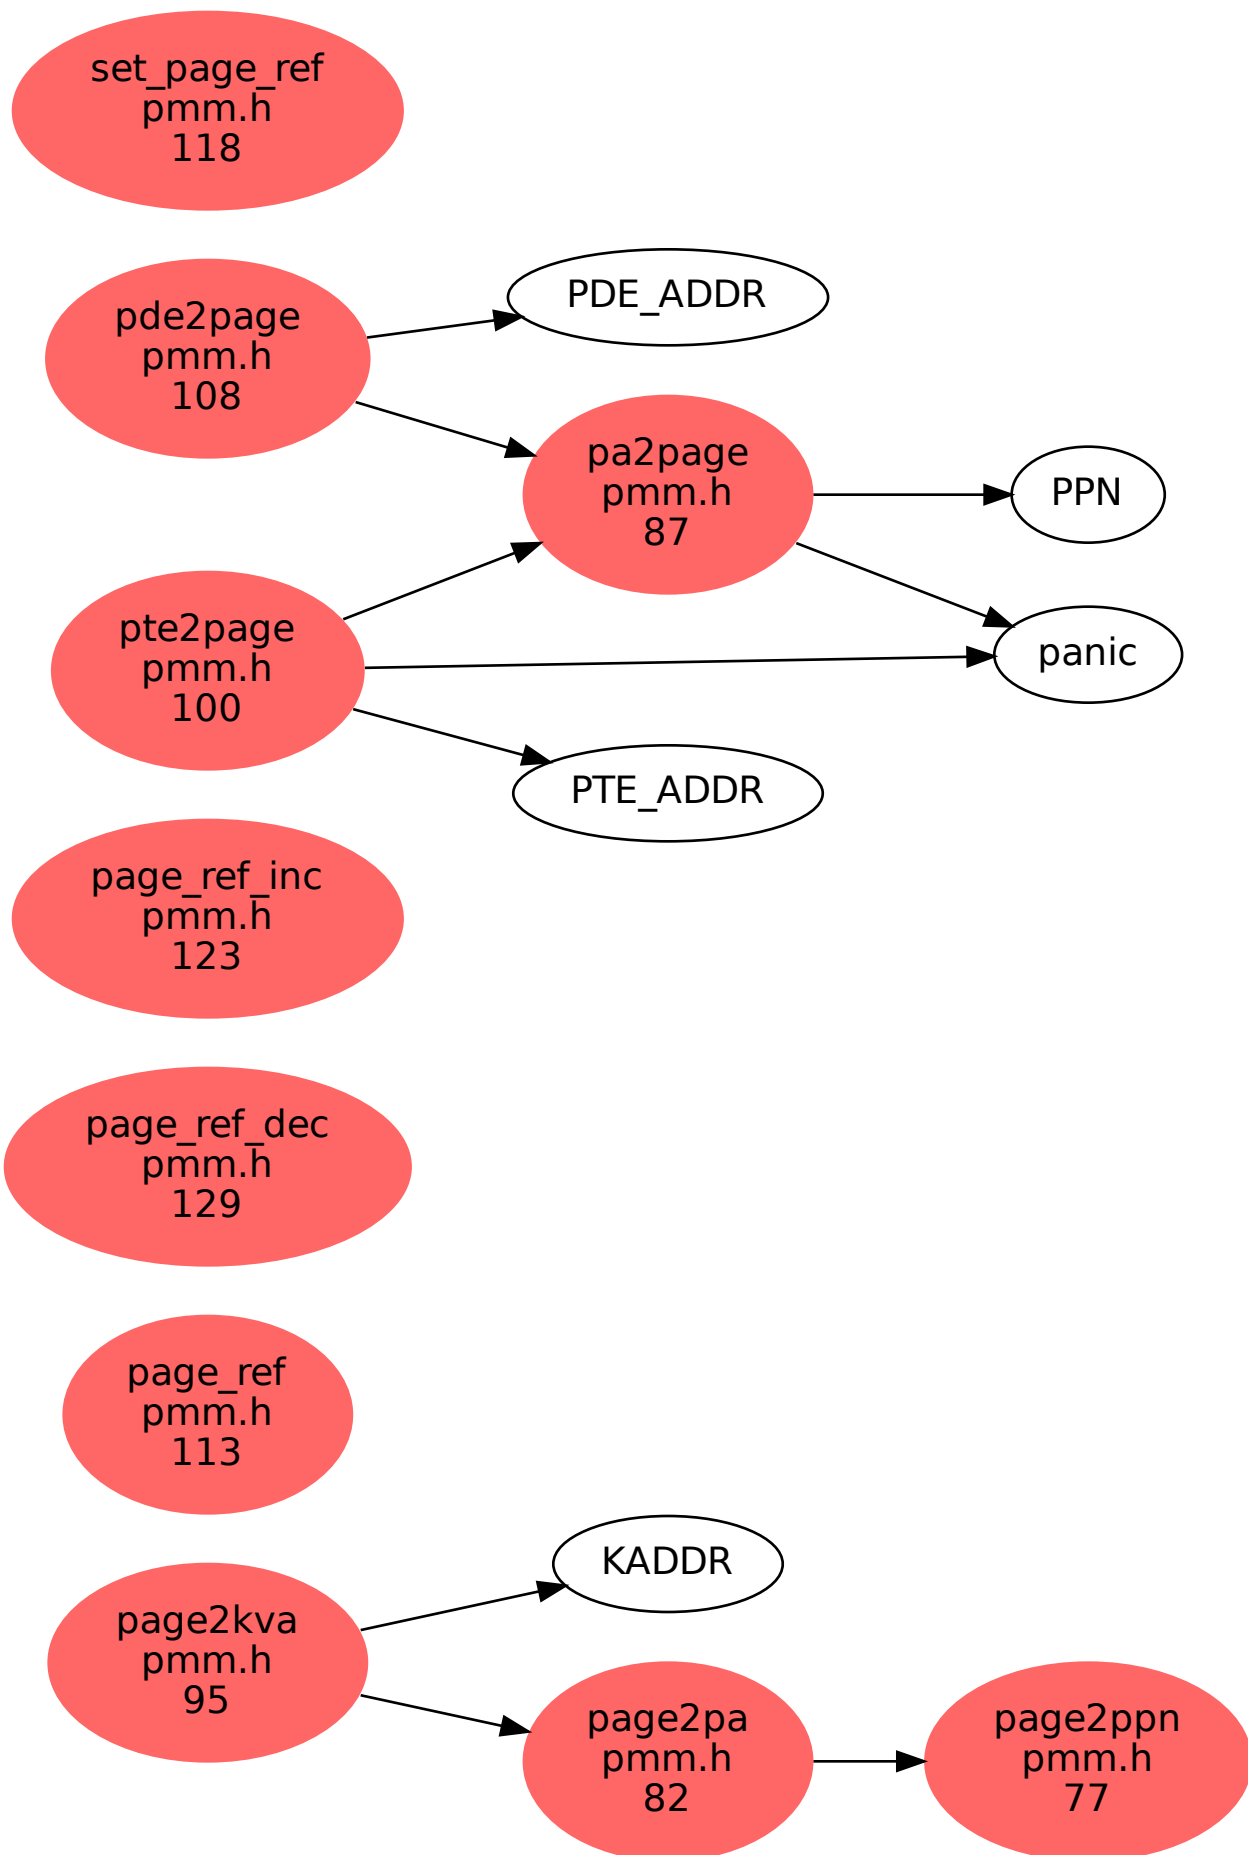 set_page_ref
pmm.h
118
pde2page
pmm.h
108
PDE_ADDR
pa2page
pmm.h
87
PPN
pte2page
pmm.h
100
panic
PTE_ADDR
page_ref_inc
pmm.h
123
page_ref_dec
pmm.h
129
page_ref
pmm.h
113
page2kva
pmm.h
95
KADDR
page2pa
pmm.h
82
page2ppn
pmm.h
77